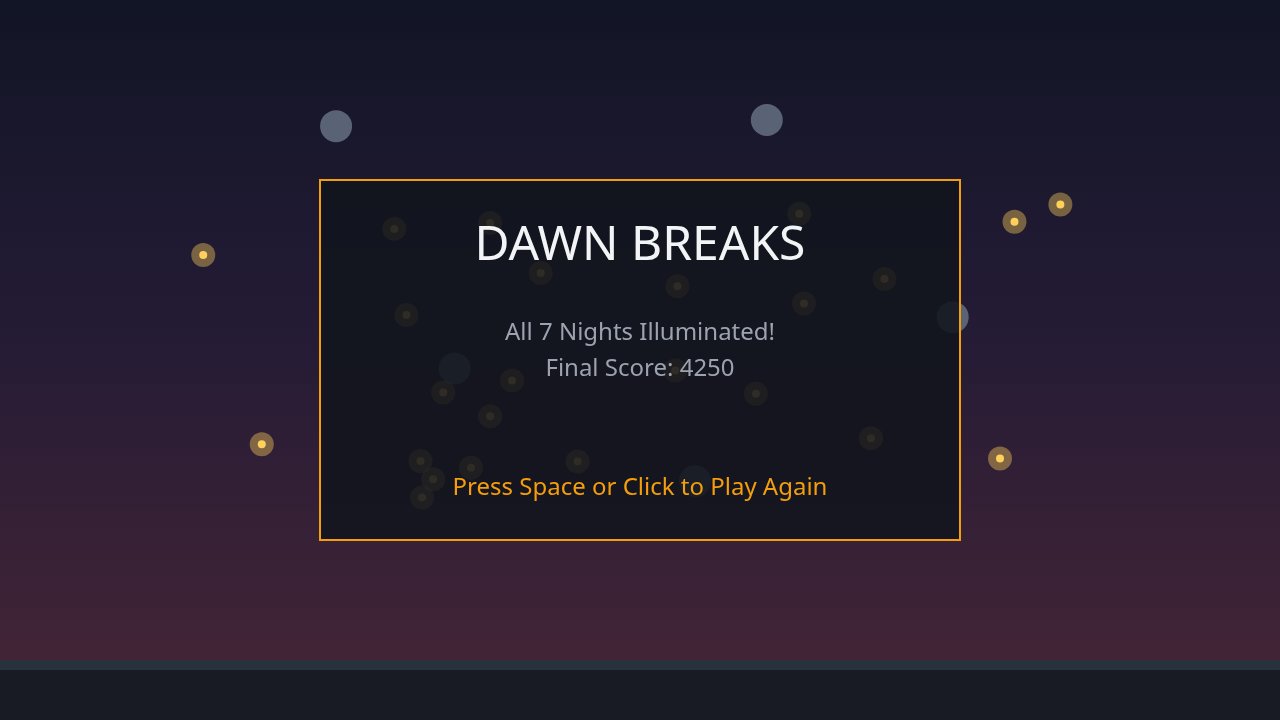 DAWN BREAKS
All 7 Nights Illuminated!
Final Score: 4250
Press Space or Click to Play Again